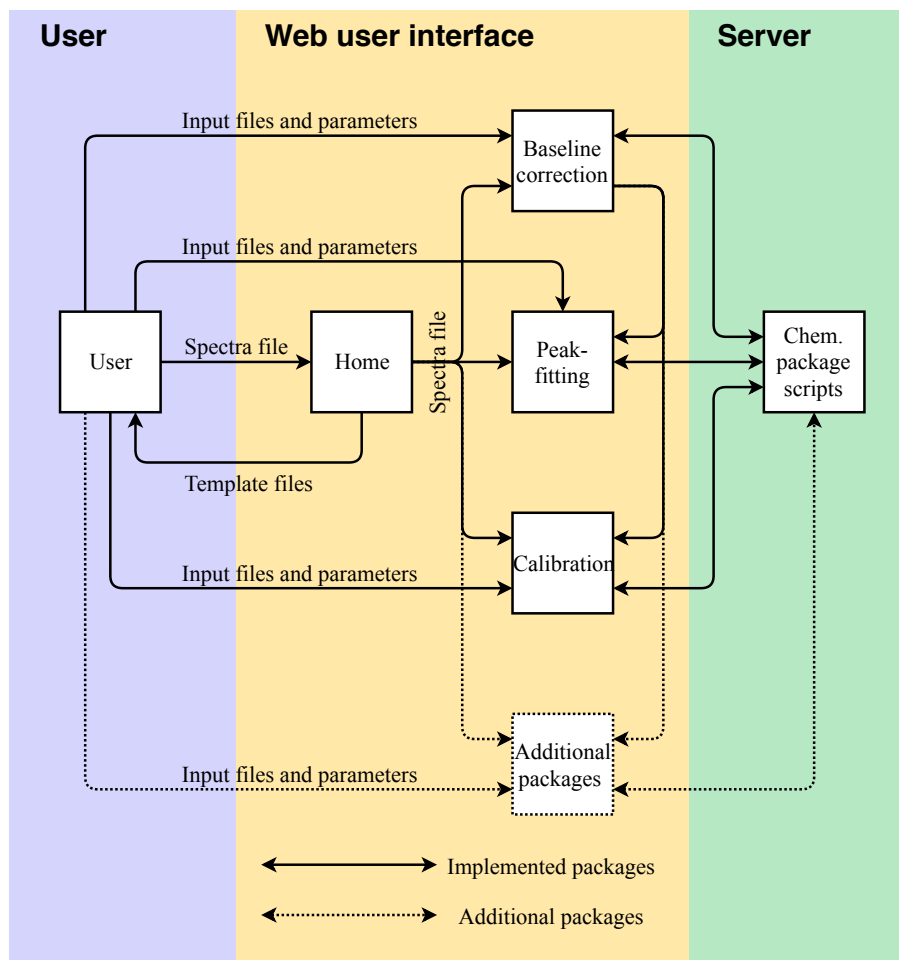 User
Web user interface
Server
Input files and parameters
Baseline
correction
Input files and parameters
User
Spectra file
Home
Spectra file
Peak-
fitting
Chem.
package
scripts
Template files
Input files and parameters
Calibration
Input files and parameters
Additional
packages
Implemented packages
Additional packages